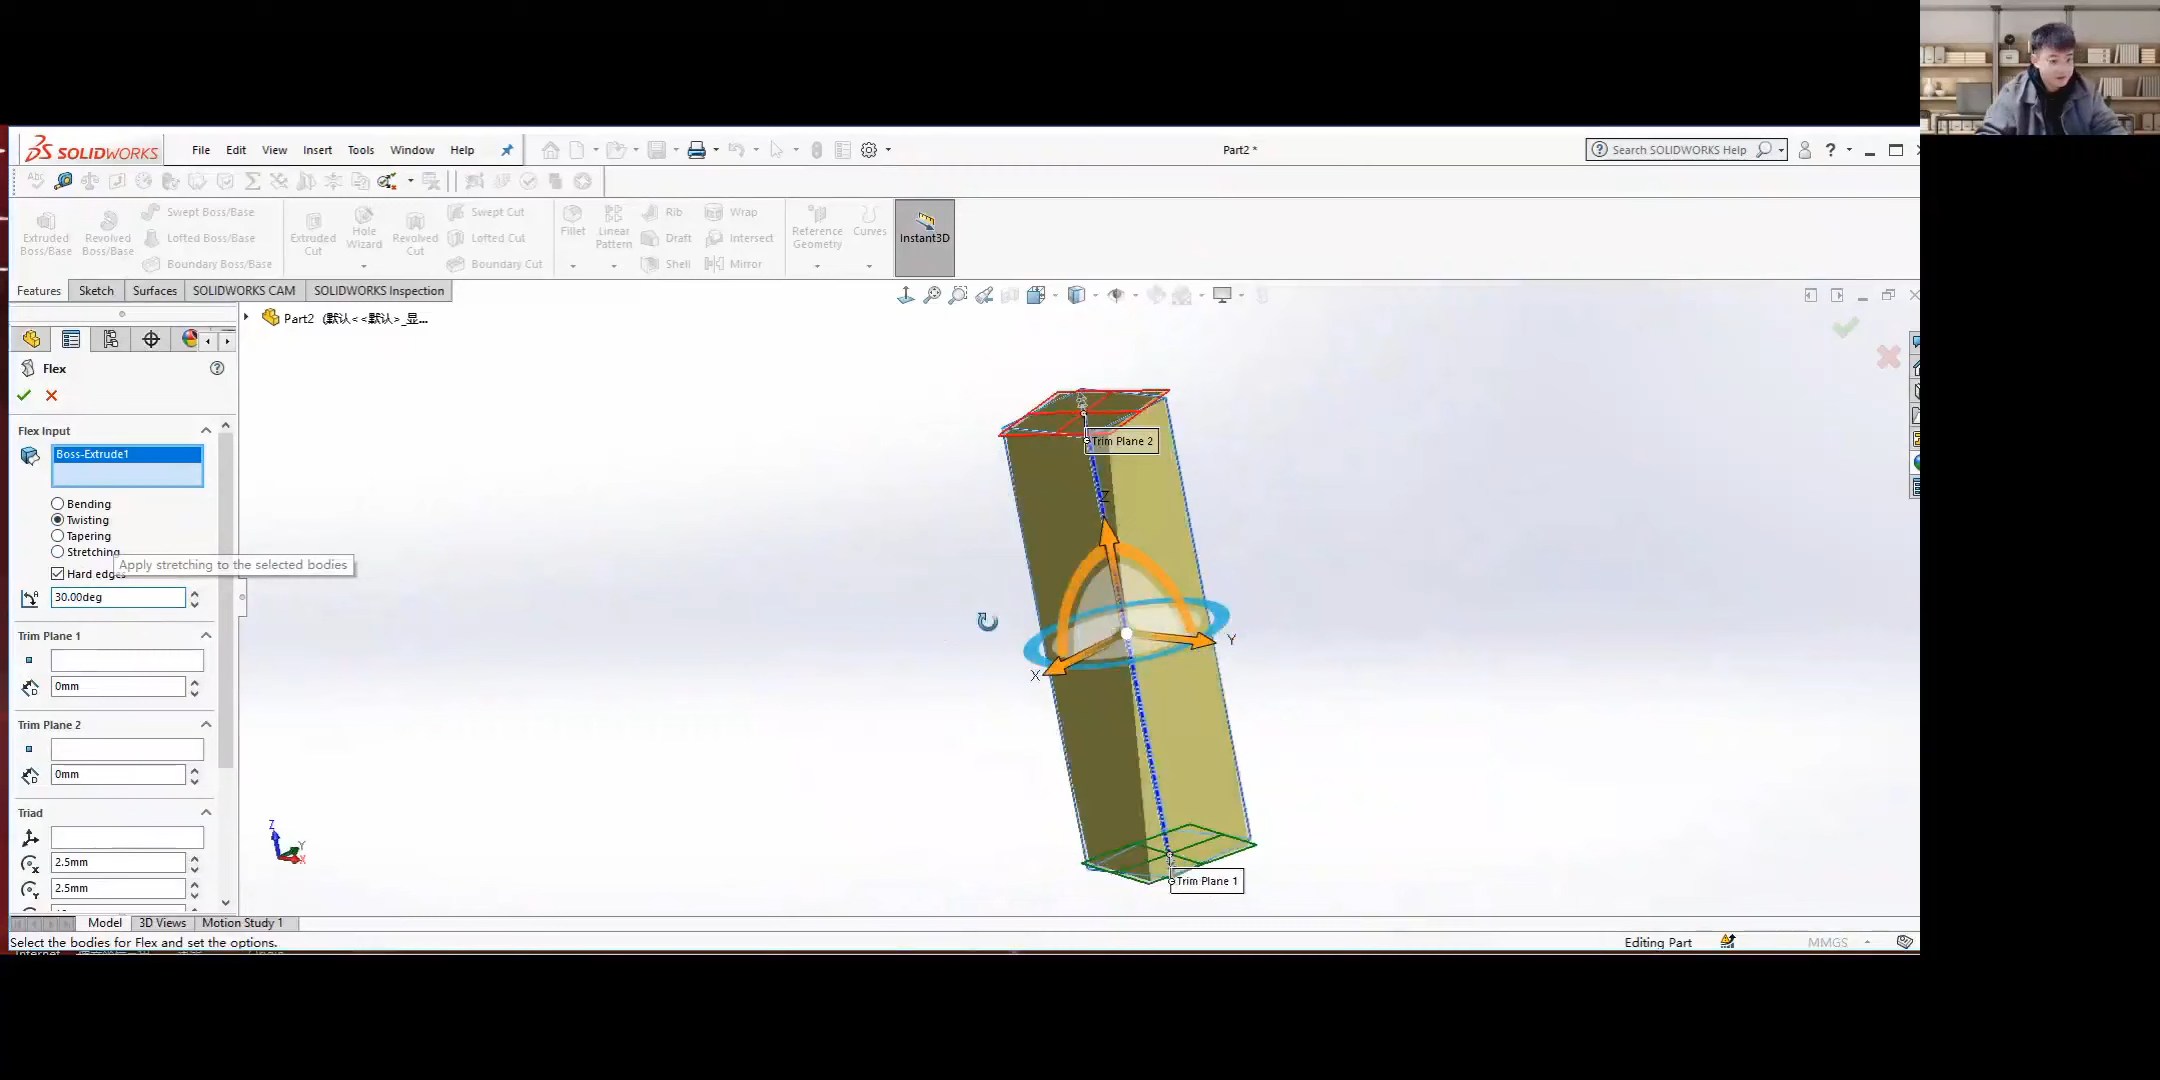 SOLIDWORKS File Edit View Insert Tools Window Help Part2 * Search SOLIDWORKS Help ?
Extruded Boss/Base
Revolved Boss/Base
Swept Boss/Base
Lofted Boss/Base
Boundary Boss/Base
Extruded Cut
Hole Wizard
Revolved Cut
Swept Cut
Lofted Cut
Boundary Cut
Fillet
Linear Pattern
Rib
Draft
Shell
Wrap
Intersect
Mirror
Reference Geometry
Curves
Instant3D
Features Sketch Surfaces SOLIDWORKS CAM SOLIDWORKS Inspection
Part2 (默认<<默认>_显...
Flex
Flex Input
Boss-Extrude1
Bending
Twisting
Tapering
Stretching
Apply stretching to the selected bodies
Hard edges
30.00deg
Trim Plane 1
0mm
Trim Plane 2
0mm
Triad
2.5mm
2.5mm
Trim Plane 2
Z
Y
X
Trim Plane 1
Z
Y
X
Model 3D Views Motion Study 1
Select the bodies for Flex and set the options. Editing Part MMGS